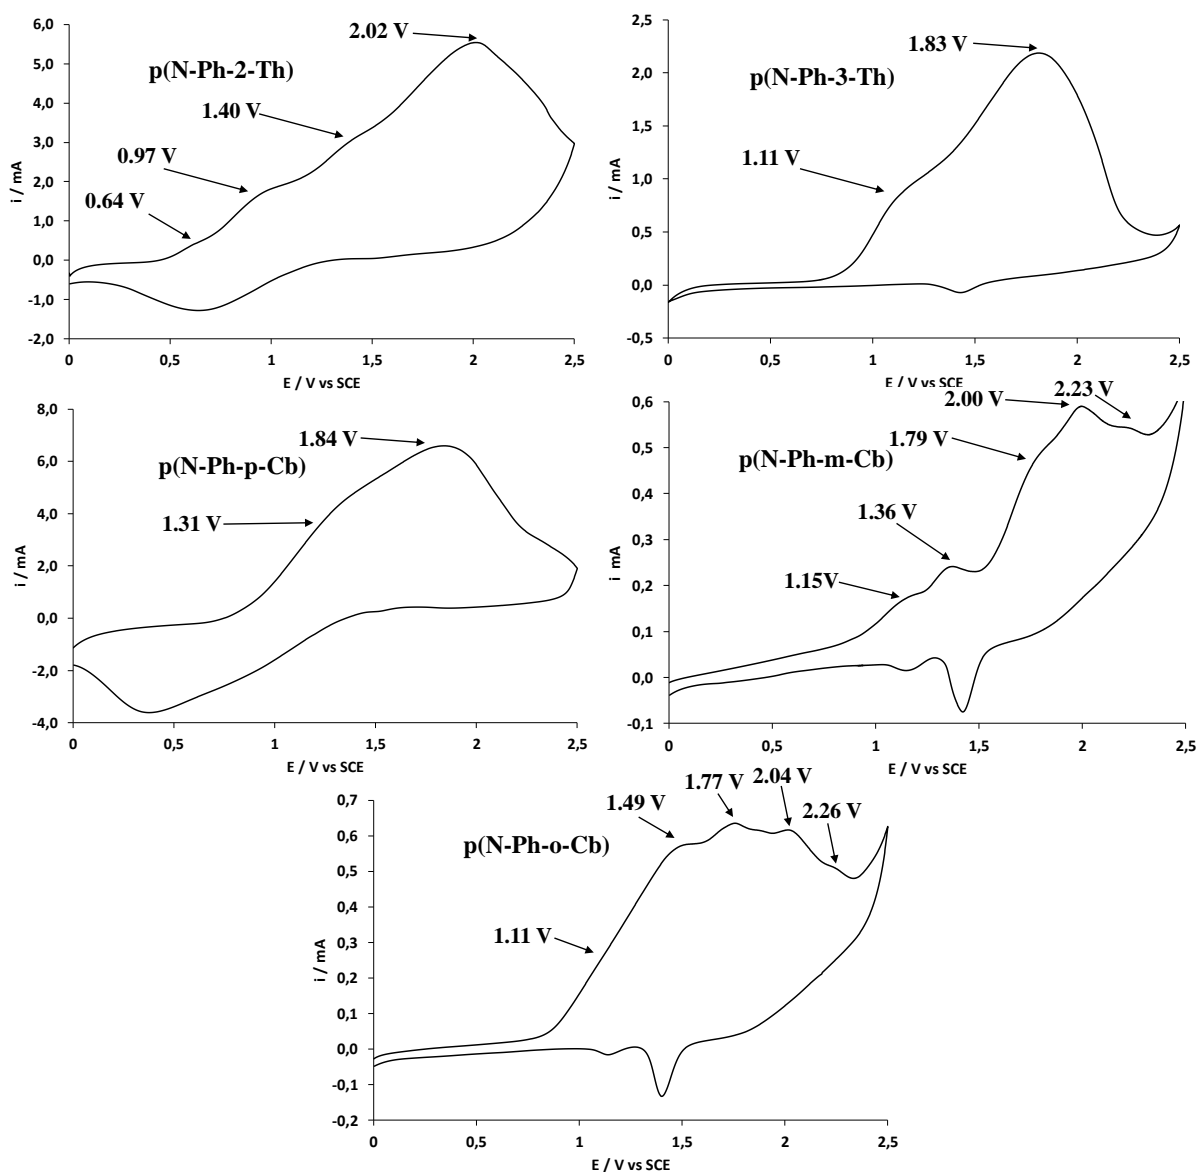 6,0
5,0
4,0
3,0
2,0
1,0
0,0
-1,0
-2,0
i / mA
0
0,5
1
1,5
2
2,5
E / V vs SCE
p(N-Ph-2-Th)
2.02 V
1.40 V
0.97 V
0.64 V
2,5
2,0
1,5
1,0
0,5
0,0
-0,5
i / mA
0
0,5
1
1,5
2
2,5
E / V vs SCE
p(N-Ph-3-Th)
1.83 V
1.11 V
8,0
6,0
4,0
2,0
0,0
-2,0
-4,0
i / mA
0
0,5
1
1,5
2
2,5
E / V vs SCE
p(N-Ph-p-Cb)
1.84 V
1.31 V
0,6
0,5
0,4
0,3
0,2
0,1
0,0
-0,1
i mA
0
0,5
1
1,5
2
2,5
E / V vs SCE
p(N-Ph-m-Cb)
2.00 V
2.23 V
1.79 V
1.36 V
1.15V
0,7
0,6
0,5
0,4
0,3
0,2
0,1
0,0
-0,1
-0,2
i / mA
0
0,5
1
1,5
2
2,5
E / V vs SCE
p(N-Ph-o-Cb)
1.49 V
1.77 V
2.04 V
2.26 V
1.11 V